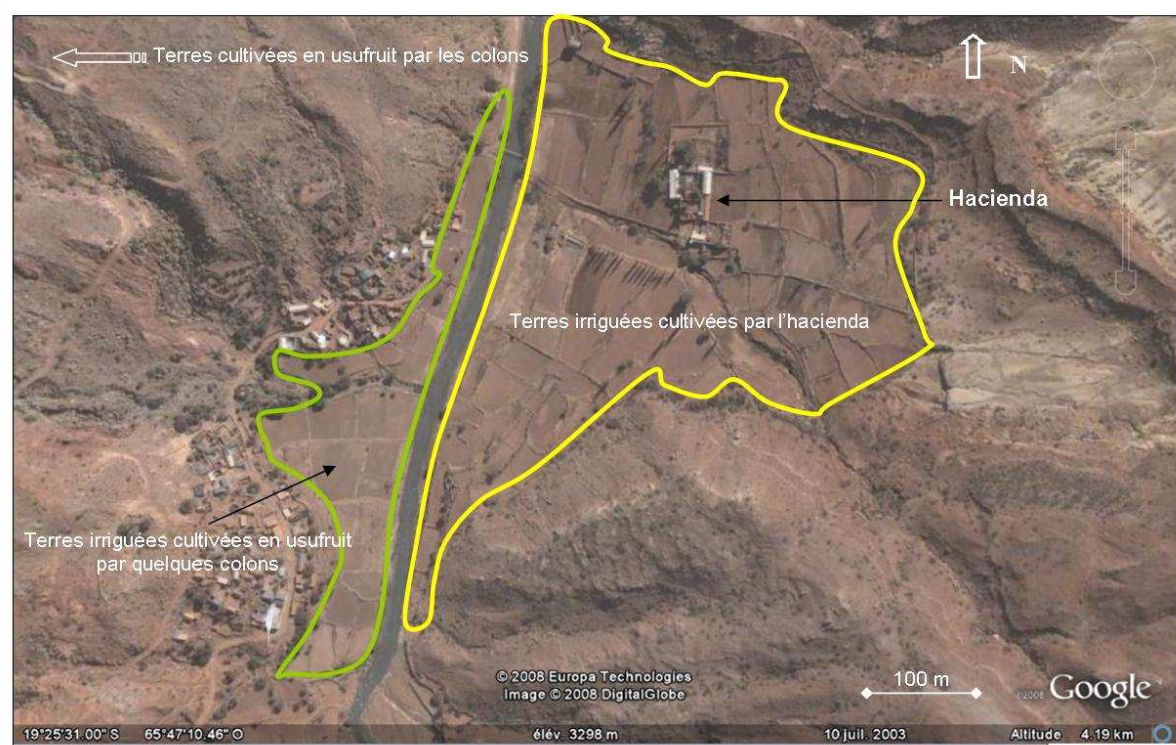 Terres cultivées en usufruit par les colons
N
Hacienda
Terres irriguées cultivées par l'hacienda
Terres irriguées cultivées en usufruit
par quelques colons
© 2008 Europa Technologies
Image © 2008 DigitalGlobe
100 m
©2008 Google™
19°25'31.00" S 65°47'10.46" O élév. 3298 m 10 juil. 2003 Altitude 4.19 km